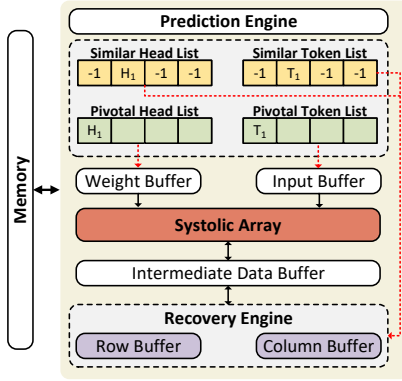 Prediction Engine
Similar Head List
Similar Token List
-1 H1 -1 -1
-1 T1 -1 -1
Pivotal Head List
Pivotal Token List
H1
T1
Weight Buffer
Input Buffer
Memory
Systolic Array
Intermediate Data Buffer
Recovery Engine
Row Buffer
Column Buffer